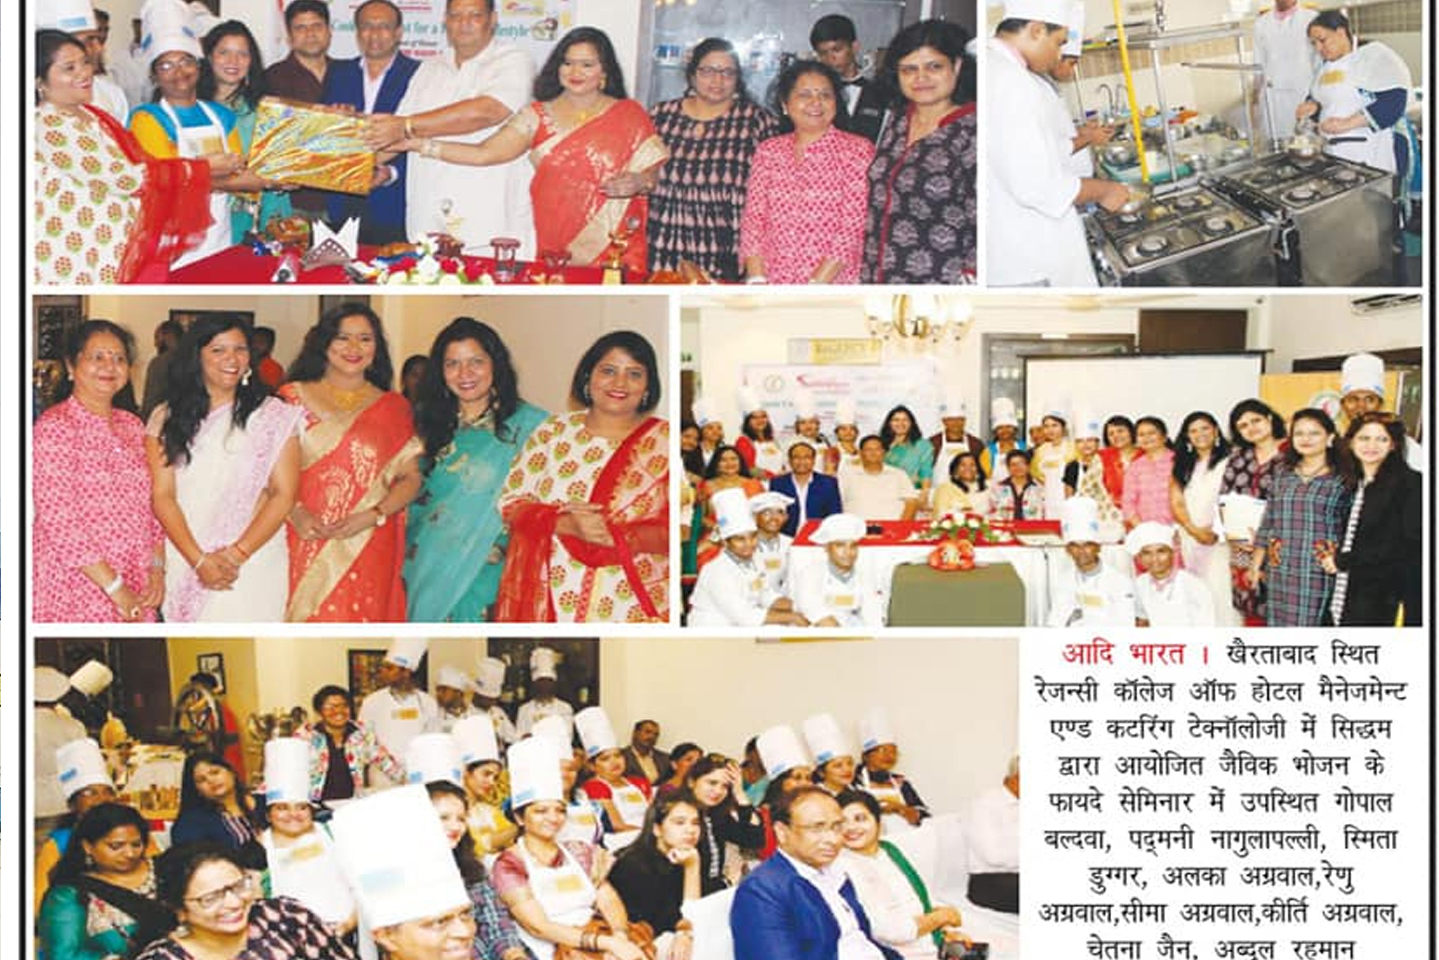 आदि भारत । खैरताबाद स्थित
रेजन्सी कॉलेज ऑफ होटल मैनेजमेन्ट
एण्ड कटरिंग टेक्नॉलोजी में सिद्धम
द्वारा आयोजित जैविक भोजन के
फायदे सेमिनार में उपस्थित गोपाल
बल्दवा, पद्मनी नागुलापल्ली, स्मिता
डुग्गर, अलका अग्रवाल,रेणु
अग्रवाल,सीमा अग्रवाल,कीर्ति अग्रवाल,
चेतना जैन, अब्दुल रहमान